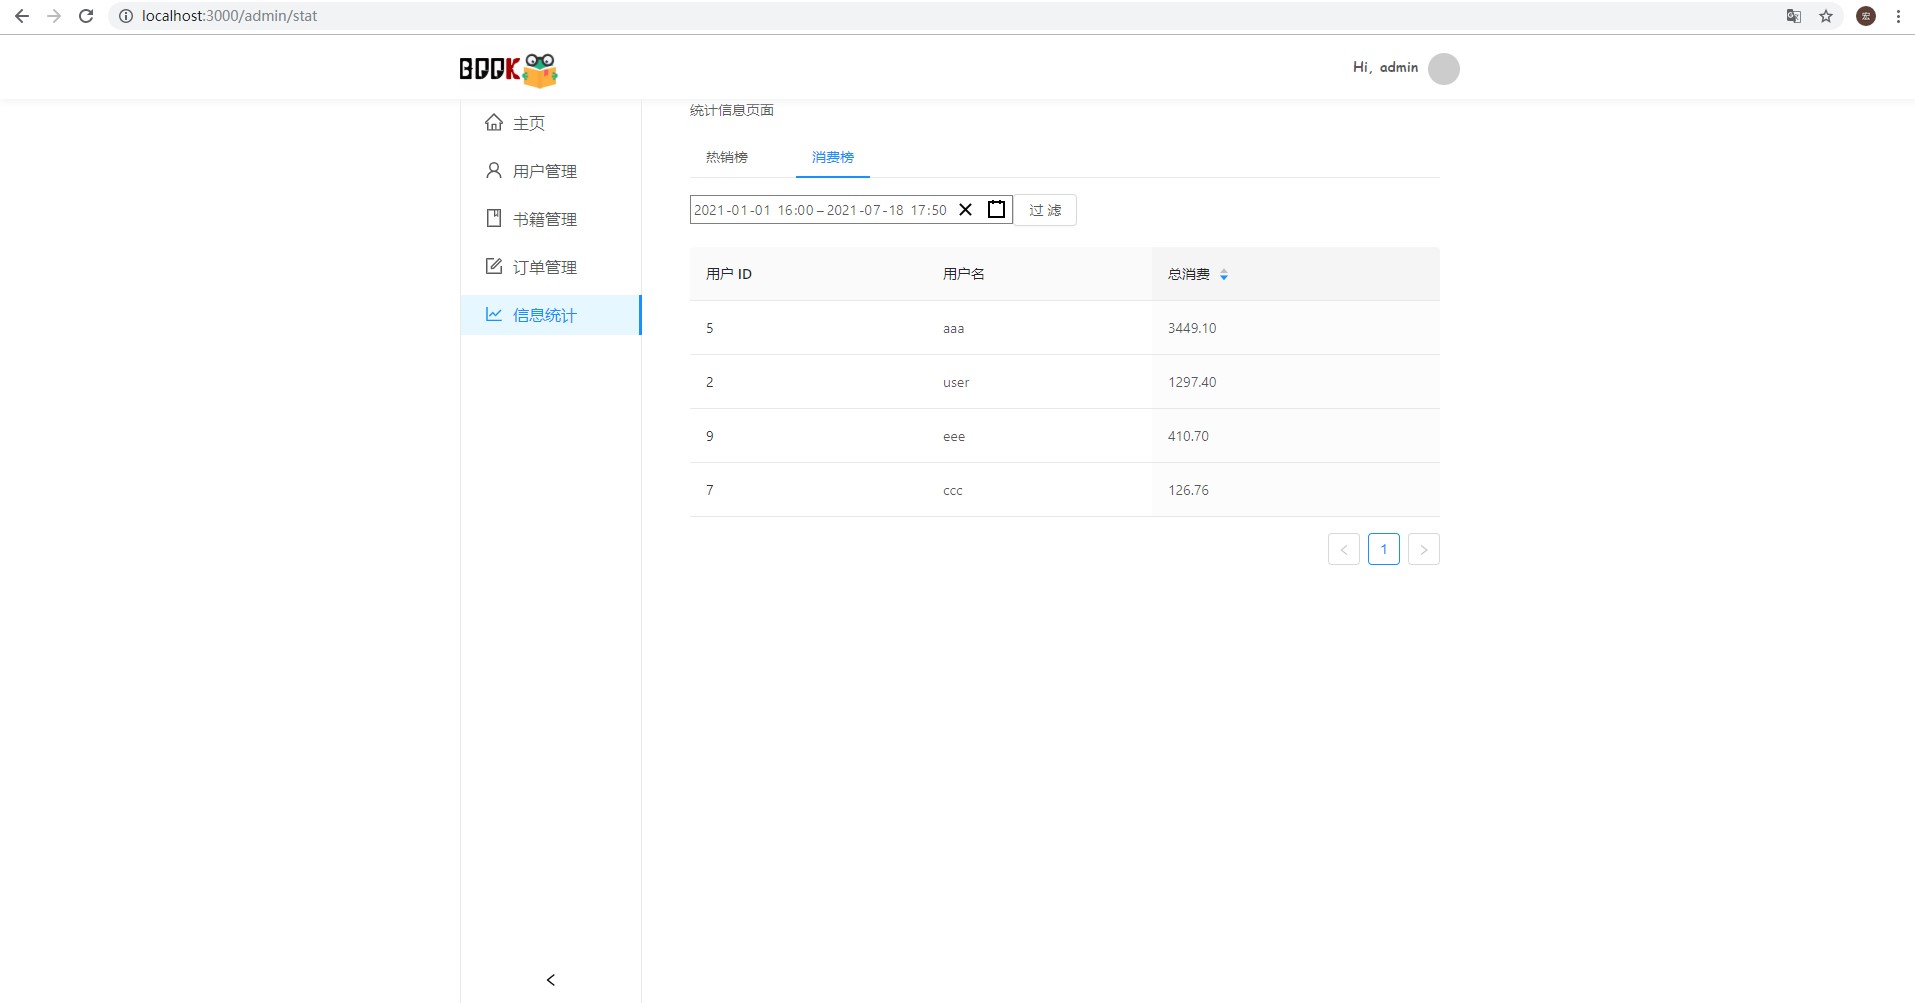 localhost:3000/admin/stat
宏
BOOK
Hi, admin
主页
用户管理
书籍管理
订单管理
信息统计
统计信息页面
热销榜 消费榜
2021-01-01 16:00 – 2021-07-18 17:50 过 滤
用户 ID 用户名 总消费
5 aaa 3449.10
2 user 1297.40
9 eee 410.70
7 ccc 126.76
< 1 >
<